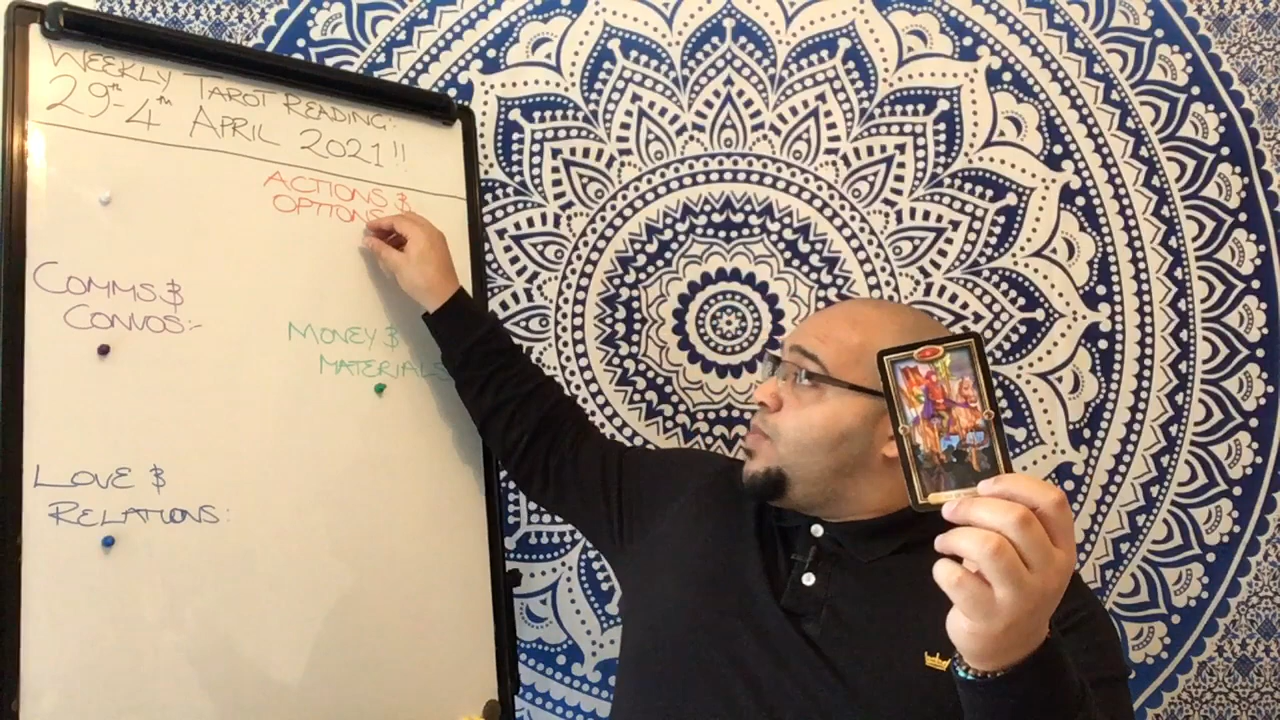 WEEKLY TAROT READING:
29th-4th APRIL 2021!!
ACTIONS &
OPTIONS
COMMS &
CONVOS:-
MONEY &
MATERIALS
LOVE &
RELATIONS: